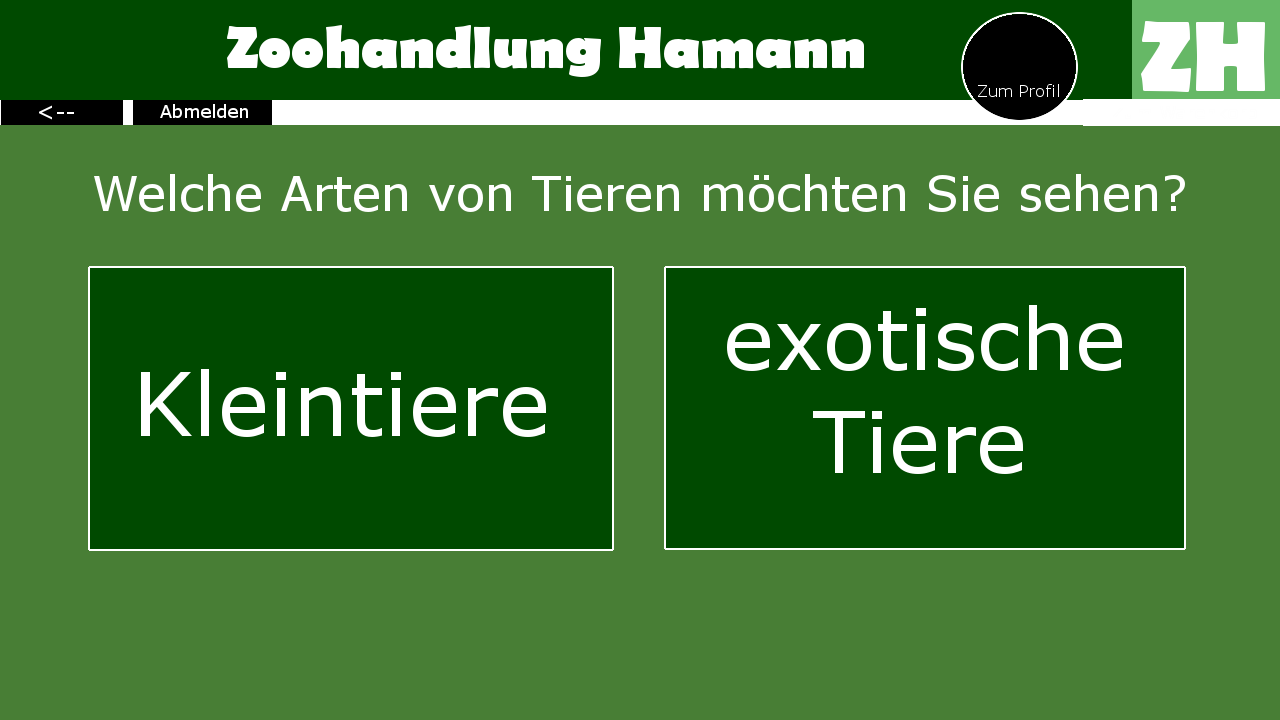 Zoohandlung Hamann
ZH
Zum Profil
<--
Abmelden
Welche Arten von Tieren möchten Sie sehen?
Kleintiere
exotische
Tiere